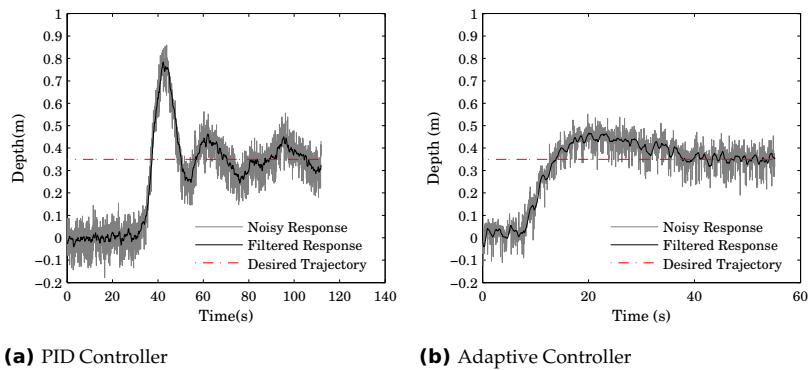 1
0.9
0.8
0.7
0.6
0.5
0.4
0.3
0.2
0.1
0
−0.1
−0.2
Depth(m)
0 20 40 60 80 100 120 140
Time(s)
Noisy Response
Filtered Response
Desired Trajectory
(a) PID Controller
1
0.9
0.8
0.7
0.6
0.5
0.4
0.3
0.2
0.1
0
−0.1
−0.2
Depth (m)
0 20 40 60
Time (s)
Noisy Response
Filtered Response
Desired Trajectory
(b) Adaptive Controller